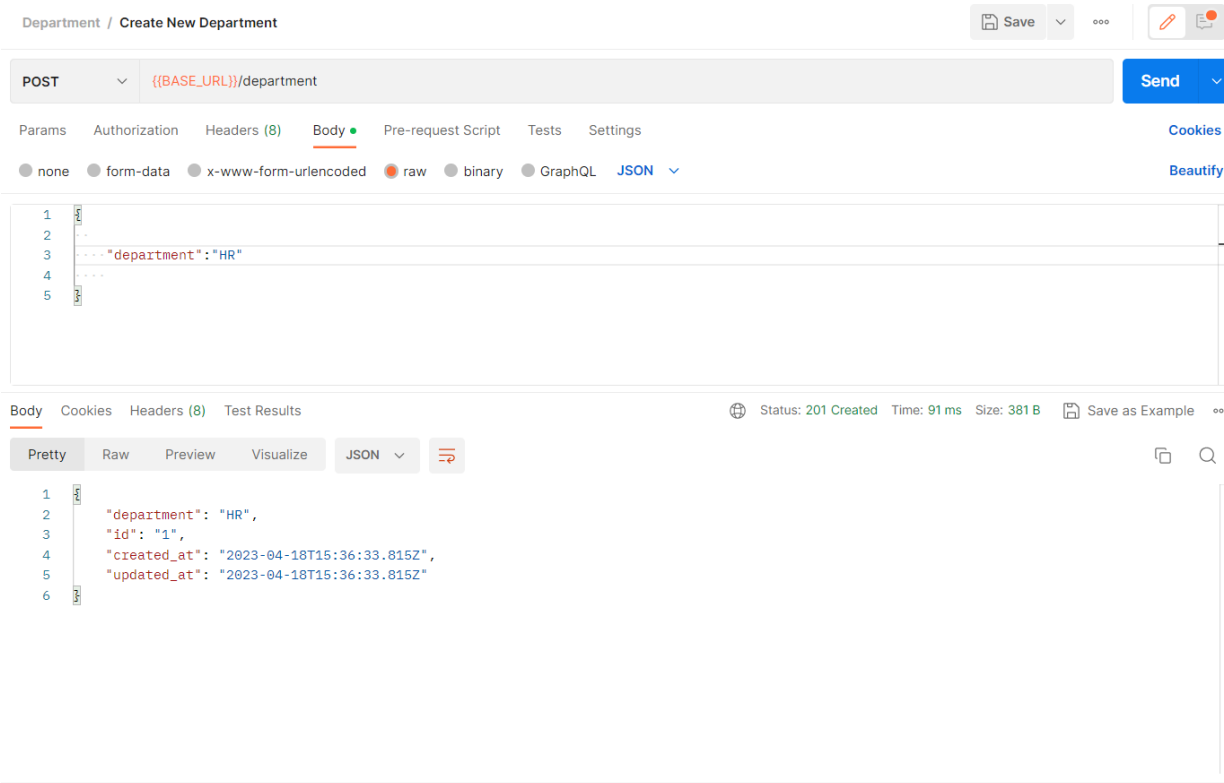 Department / Create New Department
Save
POST
{{BASE_URL}}/department
Send
Params Authorization Headers (8) Body Pre-request Script Tests Settings Cookies
none form-data x-www-form-urlencoded raw binary GraphQL JSON Beautify
1 {
2
3 "department":"HR"
4
5 }
Body Cookies Headers (8) Test Results Status: 201 Created Time: 91 ms Size: 381 B Save as Example
Pretty Raw Preview Visualize JSON
1 {
2 "department": "HR",
3 "id": "1",
4 "created_at": "2023-04-18T15:36:33.815Z",
5 "updated_at": "2023-04-18T15:36:33.815Z"
6 }